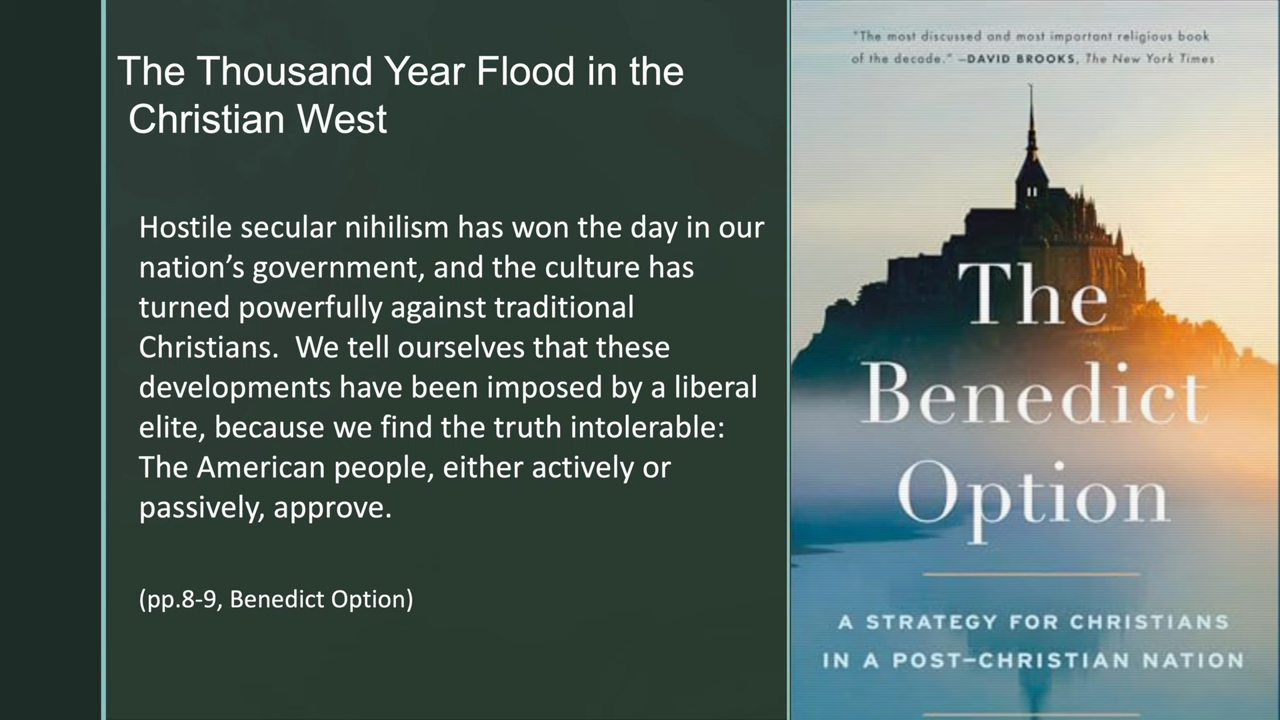 The Thousand Year Flood in the
Christian West
Hostile secular nihilism has won the day in our
nation’s government, and the culture has
turned powerfully against traditional
Christians.  We tell ourselves that these
developments have been imposed by a liberal
elite, because we find the truth intolerable:
The American people, either actively or
passively, approve.
(pp.8-9, Benedict Option)
"The most discussed and most important religious book
of the decade." —DAVID BROOKS, The New York Times
The
Benedict
Option
A STRATEGY FOR CHRISTIANS
IN A POST–CHRISTIAN NATION